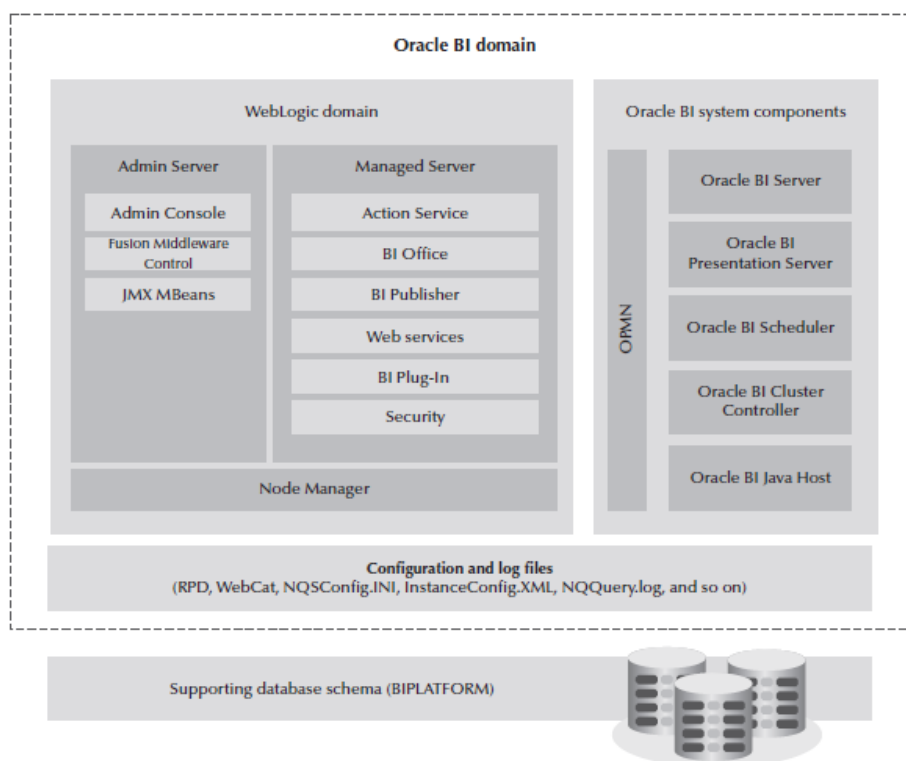 Oracle BI domain
WebLogic domain
Admin Server
Admin Console
Fusion Middleware
Control
JMX MBeans
Managed Server
Action Service
BI Office
BI Publisher
Web services
BI Plug-In
Security
Node Manager
Oracle BI system components
OPMN
Oracle BI Server
Oracle BI
Presentation Server
Oracle BI Scheduler
Oracle BI Cluster
Controller
Oracle BI Java Host
Configuration and log files
(RPD, WebCat, NQSConfig.INI, InstanceConfig.XML, NQQuery.log, and so on)
Supporting database schema (BIPLATFORM)